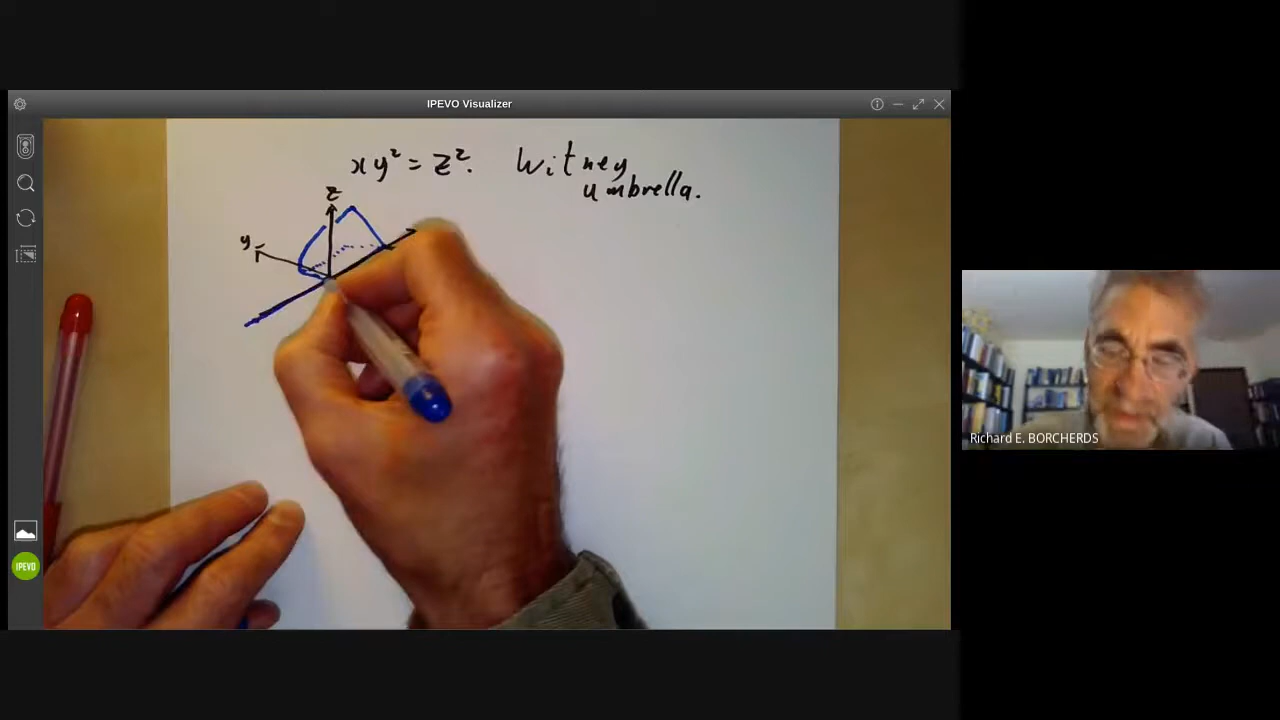 IPEVO Visualizer
xy² = z². Witney
umbrella.
z
y
Richard E. BORCHERDS
IPEVO